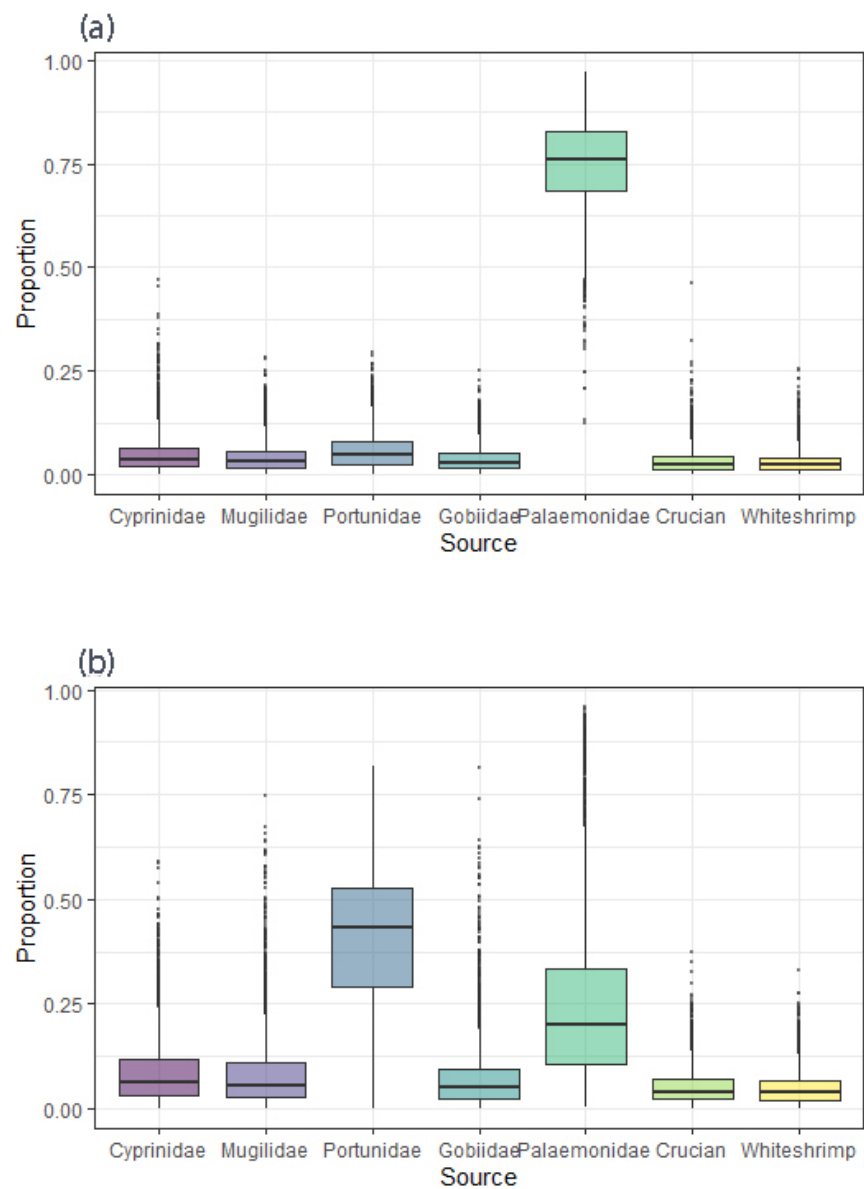 (a)
1.00
0.75
0.50
0.25
0.00
Proportion
Cyprinidae Mugilidae Portunidae Gobiidae Palaemonidae Crucian Whiteshrimp
Source
(b)
1.00
0.75
0.50
0.25
0.00
Proportion
Cyprinidae Mugilidae Portunidae Gobiidae Palaemonidae Crucian Whiteshrimp
Source